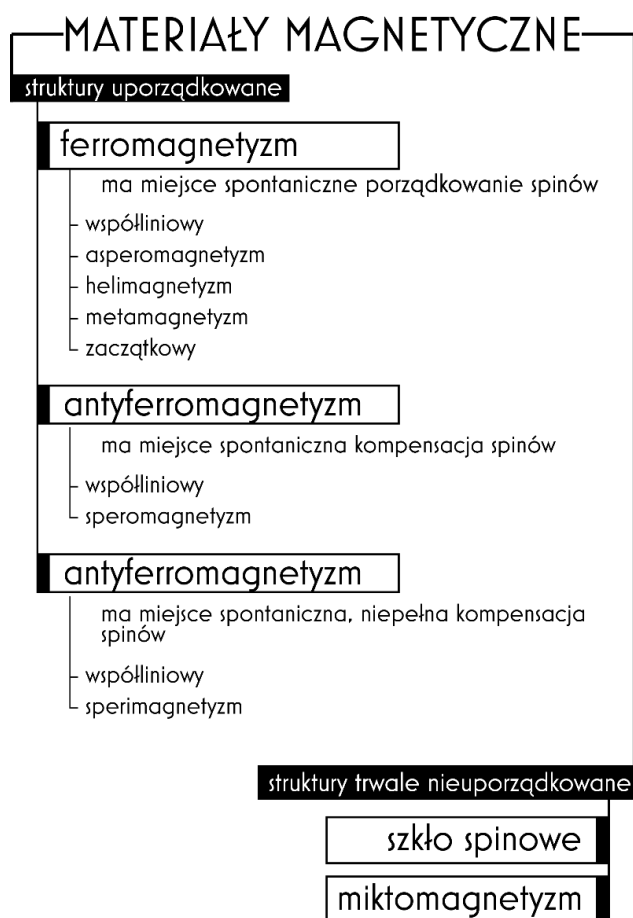 MATERIAŁY MAGNETYCZNE
struktury uporządkowane
ferromagnetyzm
ma miejsce spontaniczne porządkowanie spinów
współliniowy
asperomagnetyzm
helimagnetyzm
metamagnetyzm
zaczątkowy
antyferromagnetyzm
ma miejsce spontaniczna kompensacja spinów
współliniowy
speromagnetyzm
antyferromagnetyzm
ma miejsce spontaniczna, niepełna kompensacja
spinów
współliniowy
sperimagnetyzm
struktury trwale nieuporządkowane
szkło spinowe
miktomagnetyzm